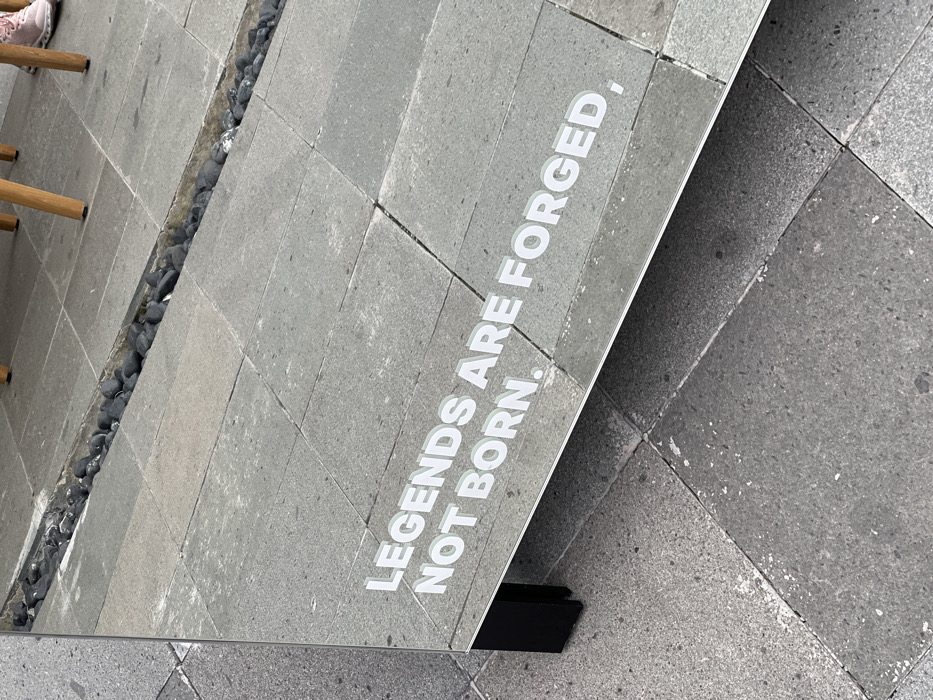 LEGENDS ARE FORGED,
NOT BORN.